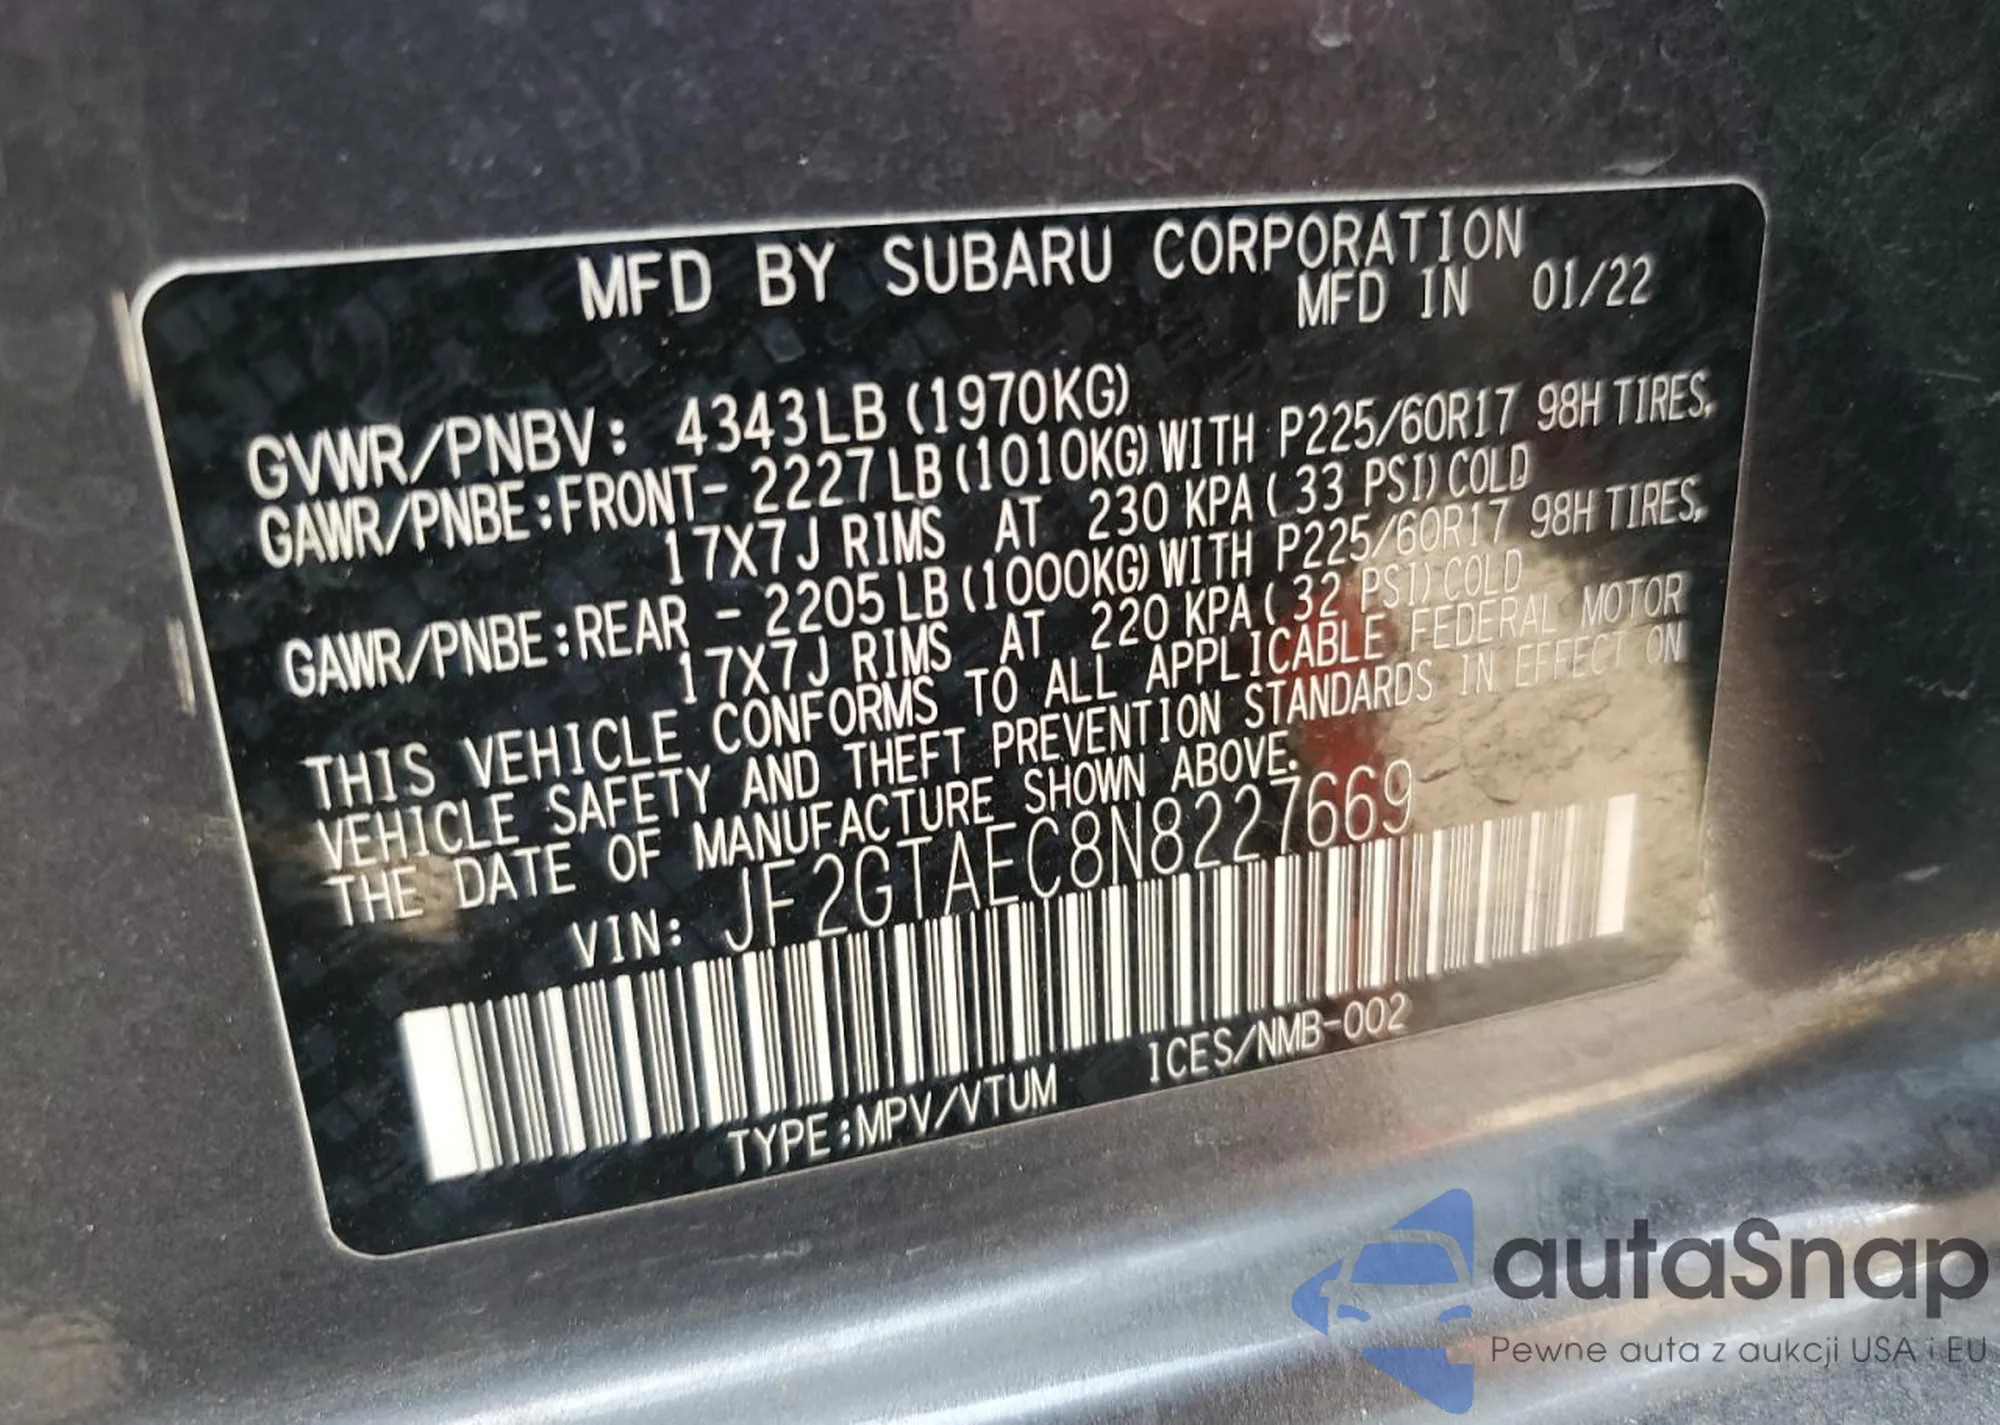 MFD BY SUBARU CORPORATION
MFD IN 01/22
GVWR/PNBV: 4343LB (1970KG)
GAWR/PNBE:FRONT- 2227LB (1010KG) WITH P225/60R17 98H TIRES,
17X7J RIMS AT 230 KPA ( 33 PSI) COLD
GAWR/PNBE:REAR - 2205LB (1000KG) WITH P225/60R17 98H TIRES,
17X7J RIMS AT 220 KPA ( 32 PSI) COLD
THIS VEHICLE CONFORMS TO ALL APPLICABLE FEDERAL MOTOR
VEHICLE SAFETY AND THEFT PREVENTION STANDARDS IN EFFECT ON
THE DATE OF MANUFACTURE SHOWN ABOVE.
VIN: JF2GTAEC8N8227669
TYPE:MPV/VTUM ICES/NMB-002
autaSnap
Pewne auta z aukcji USA i EU